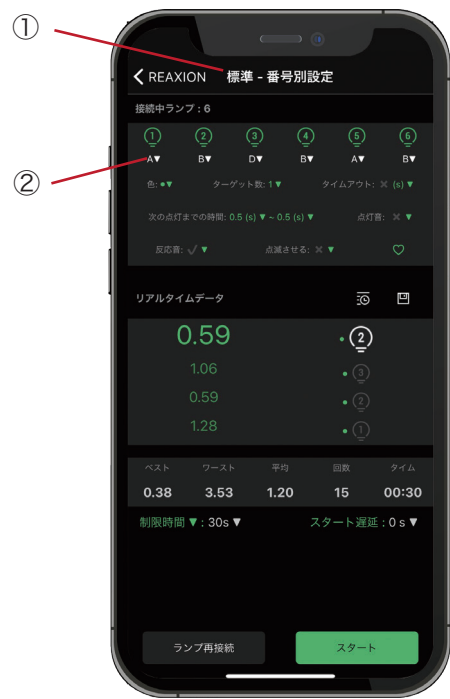 ①
REAXION 標準 - 番号別設定
接続中ランプ : 6
1 2 3 4 5 6
②
A▼ B▼ D▼ B▼ A▼ B▼
色: ●▼ ターゲット数: 1 ▼ タイムアウト: ✕ (s) ▼
次の点灯までの時間: 0.5 (s) ▼ ~ 0.5 (s) ▼ 点灯音: ✕ ▼
反応音: ✓ ▼ 点滅させる: ✕ ▼
リアルタイムデータ
0.59 2
1.06 3
0.59 2
1.28 1
ベスト ワースト 平均 回数 タイム
0.38 3.53 1.20 15 00:30
制限時間 ▼ : 30s ▼ スタート遅延 : 0 s ▼
ランプ再接続 スタート